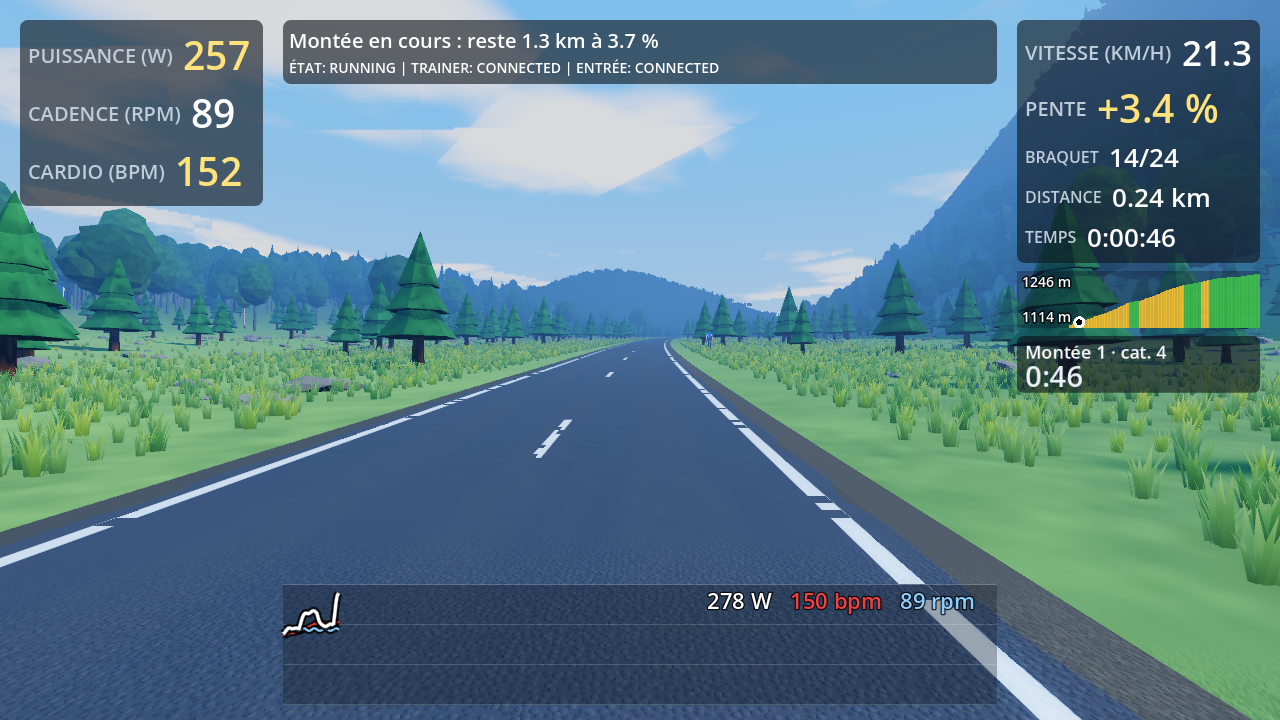 PUISSANCE (W) 257
CADENCE (RPM) 89
CARDIO (BPM) 152
Montée en cours : reste 1.3 km à 3.7 %
ÉTAT: RUNNING | TRAINER: CONNECTED | ENTRÉE: CONNECTED
VITESSE (KM/H) 21.3
PENTE +3.4 %
BRAQUET 14/24
DISTANCE 0.24 km
TEMPS 0:00:46
1246 m
1114 m
Montée 1 · cat. 4
0:46
278 W 150 bpm 89 rpm